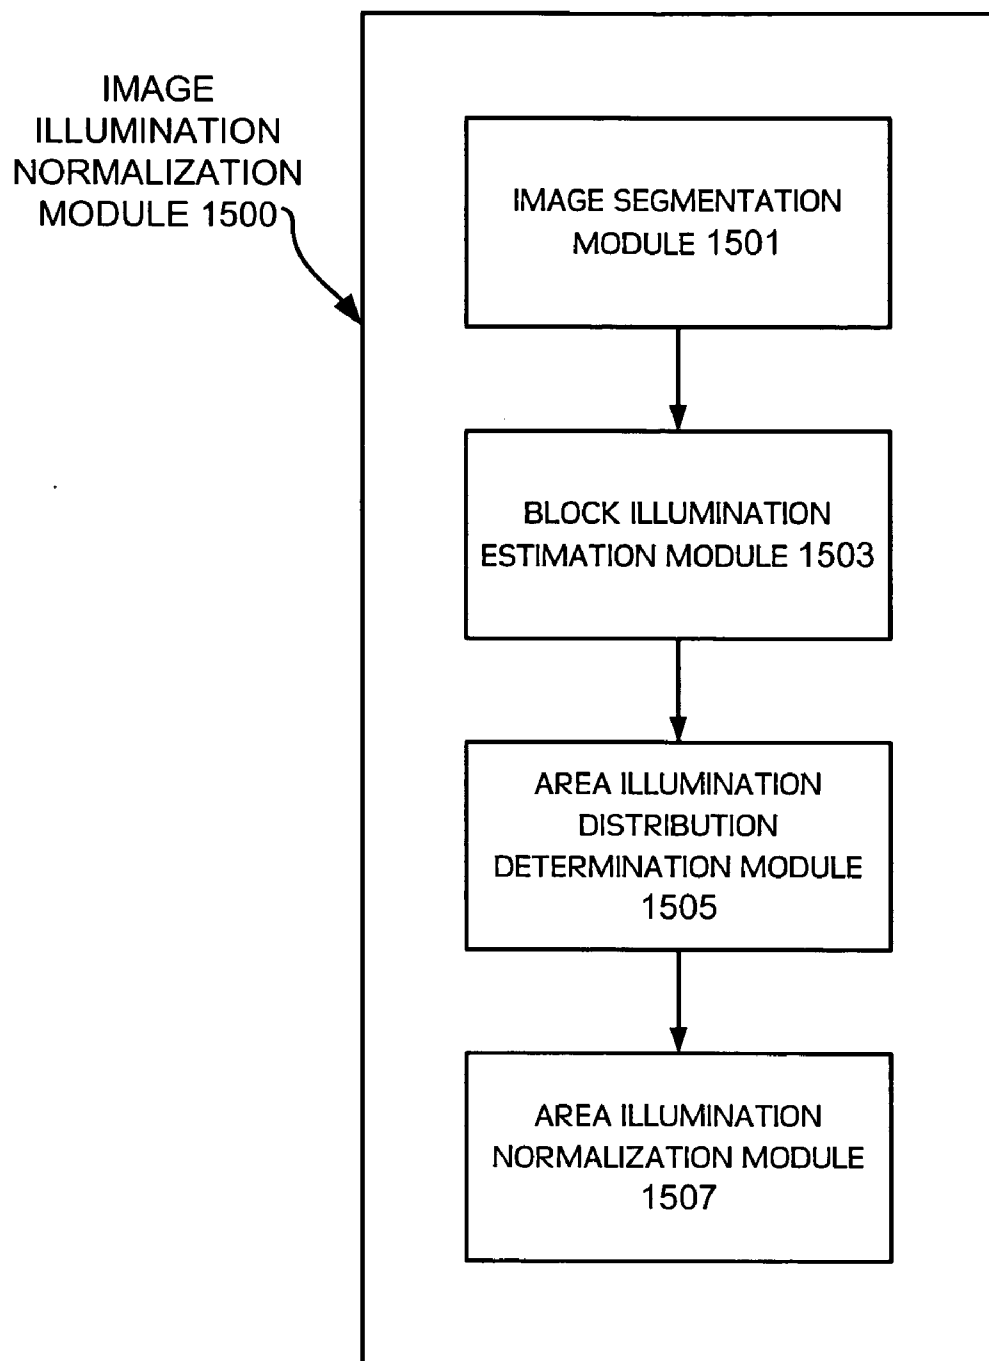 IMAGE
ILLUMINATION
NORMALIZATION
MODULE 1500
IMAGE SEGMENTATION
MODULE 1501
BLOCK ILLUMINATION
ESTIMATION MODULE 1503
AREA ILLUMINATION
DISTRIBUTION
DETERMINATION MODULE
1505
AREA ILLUMINATION
NORMALIZATION MODULE
1507